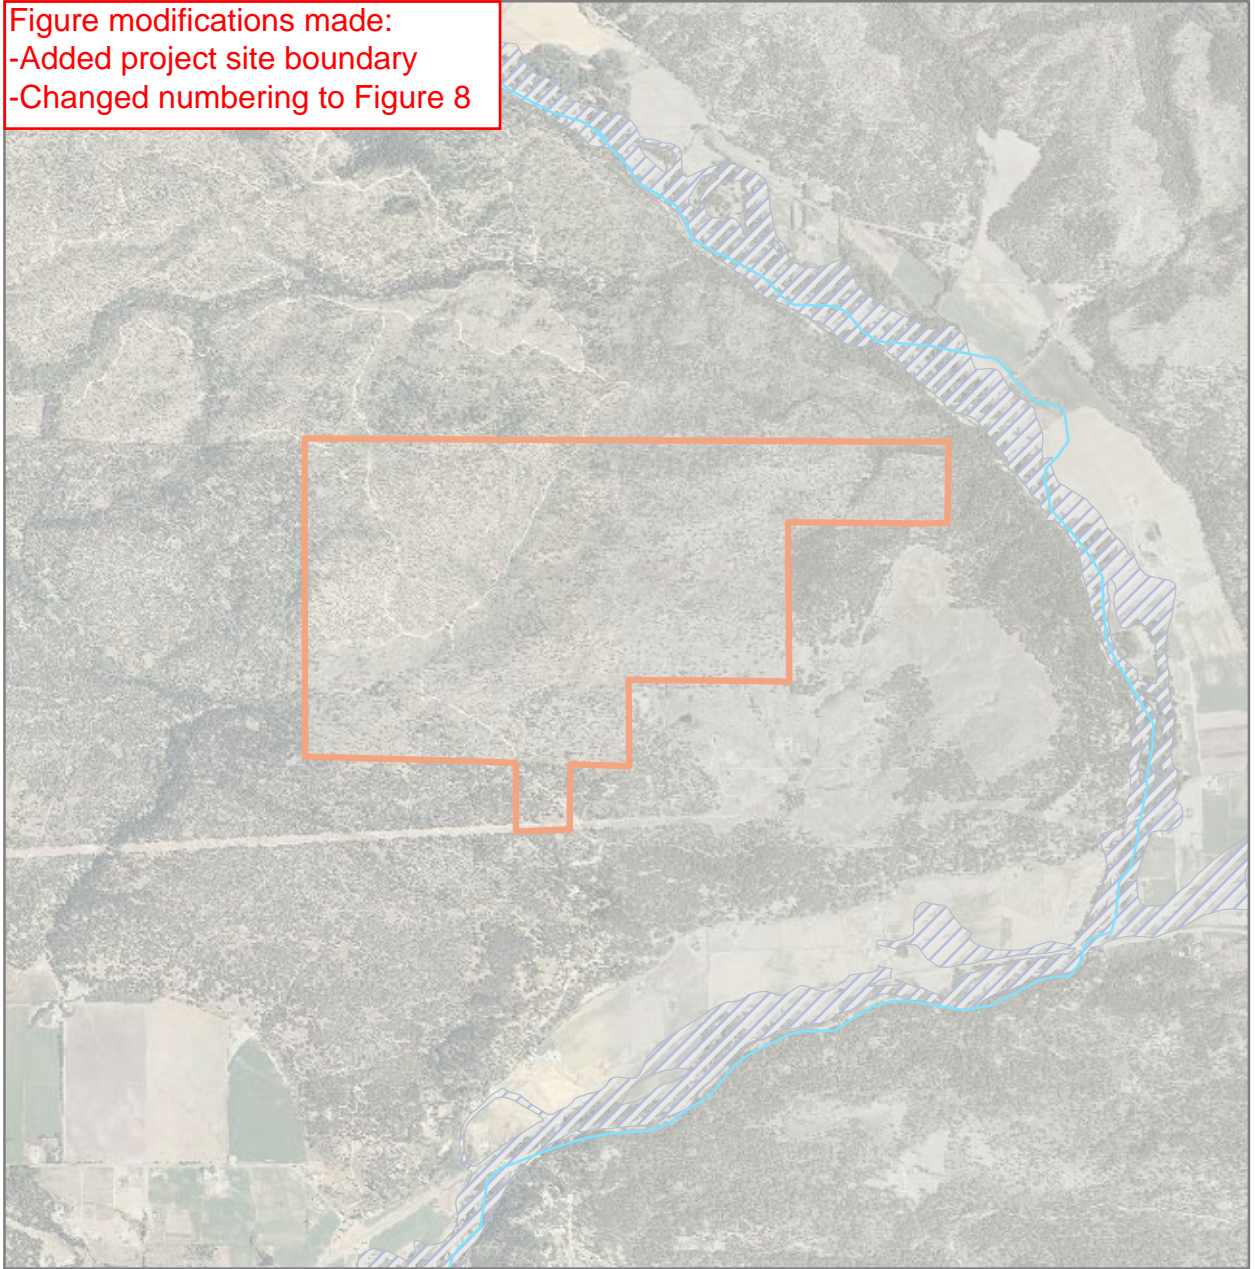 Figure modifications made:
-Added project site boundary
-Changed numbering to Figure 8